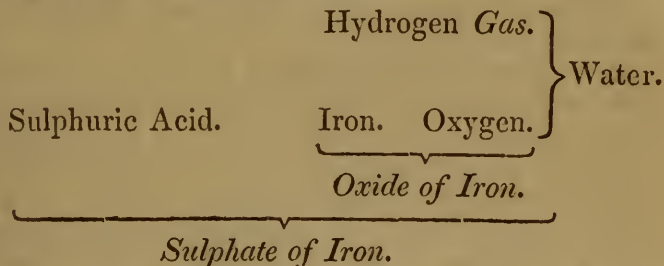 Hydrogen Gas.
Water.
Sulphuric Acid. Iron. Oxygen.
Oxide of Iron.
Sulphate of Iron.